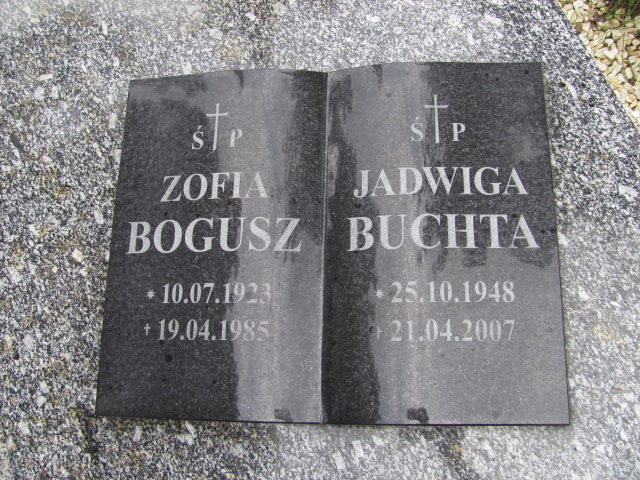 Ś P
ZOFIA
BOGUSZ
* 10.07.1923
† 19.04.1985
Ś P
JADWIGA
BUCHTA
* 25.10.1948
† 21.04.2007